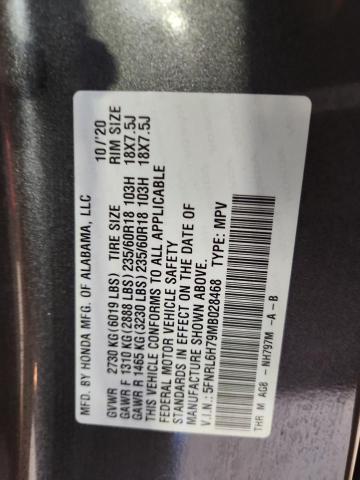 MFD. BY HONDA MFG. OF ALABAMA, LLC 10/'20
GVWR 2730 KG(6019 LBS) TIRE SIZE RIM SIZE
GAWR F 1310 KG(2888 LBS)235/60R18 103H 18X7.5J
GAWR R 1465 KG(3230 LBS)235/60R18 103H 18X7.5J
THIS VEHICLE CONFORMS TO ALL APPLICABLE
FEDERAL MOTOR VEHICLE SAFETY
STANDARDS IN EFFECT ON THE DATE OF
MANUFACTURE SHOWN ABOVE.
V.I.N.: 5FNRL6H79MB028468 TYPE: MPV
THR M AG8 - NH797M -A -B